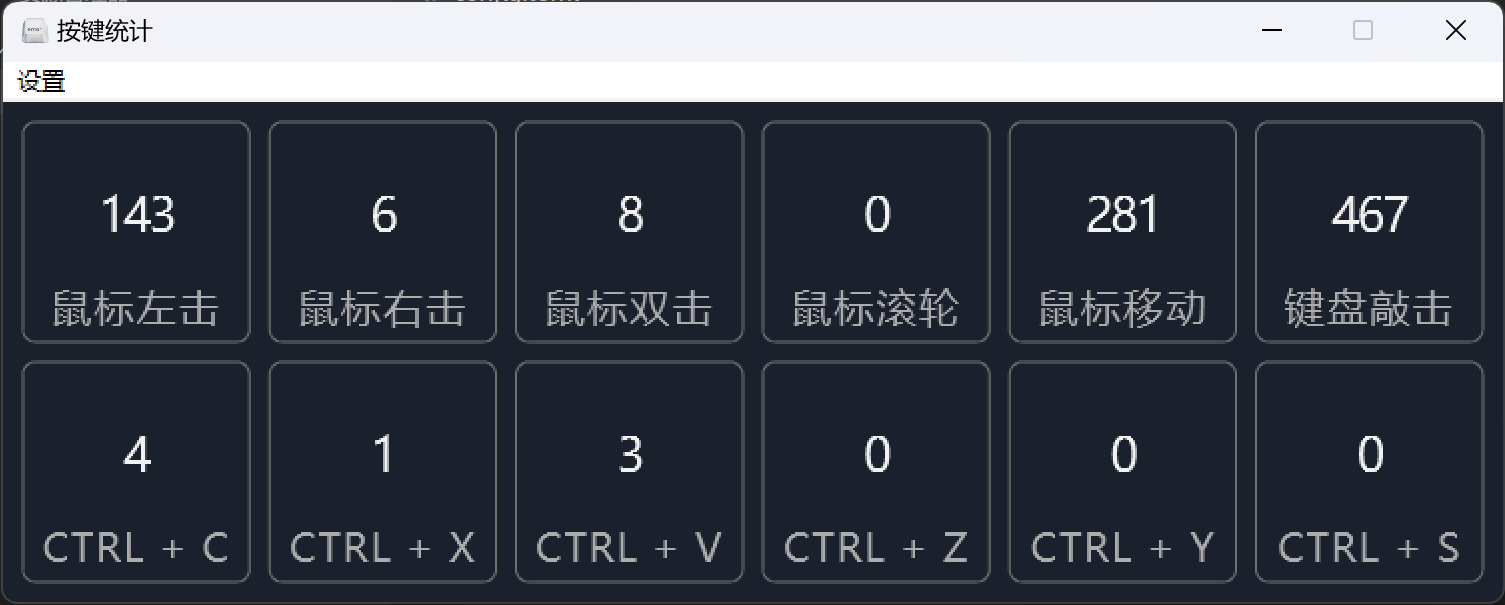 按键统计
设置
143 6 8 0 281 467
鼠标左击 鼠标右击 鼠标双击 鼠标滚轮 鼠标移动 键盘敲击
4 1 3 0 0 0
CTRL + C CTRL + X CTRL + V CTRL + Z CTRL + Y CTRL + S